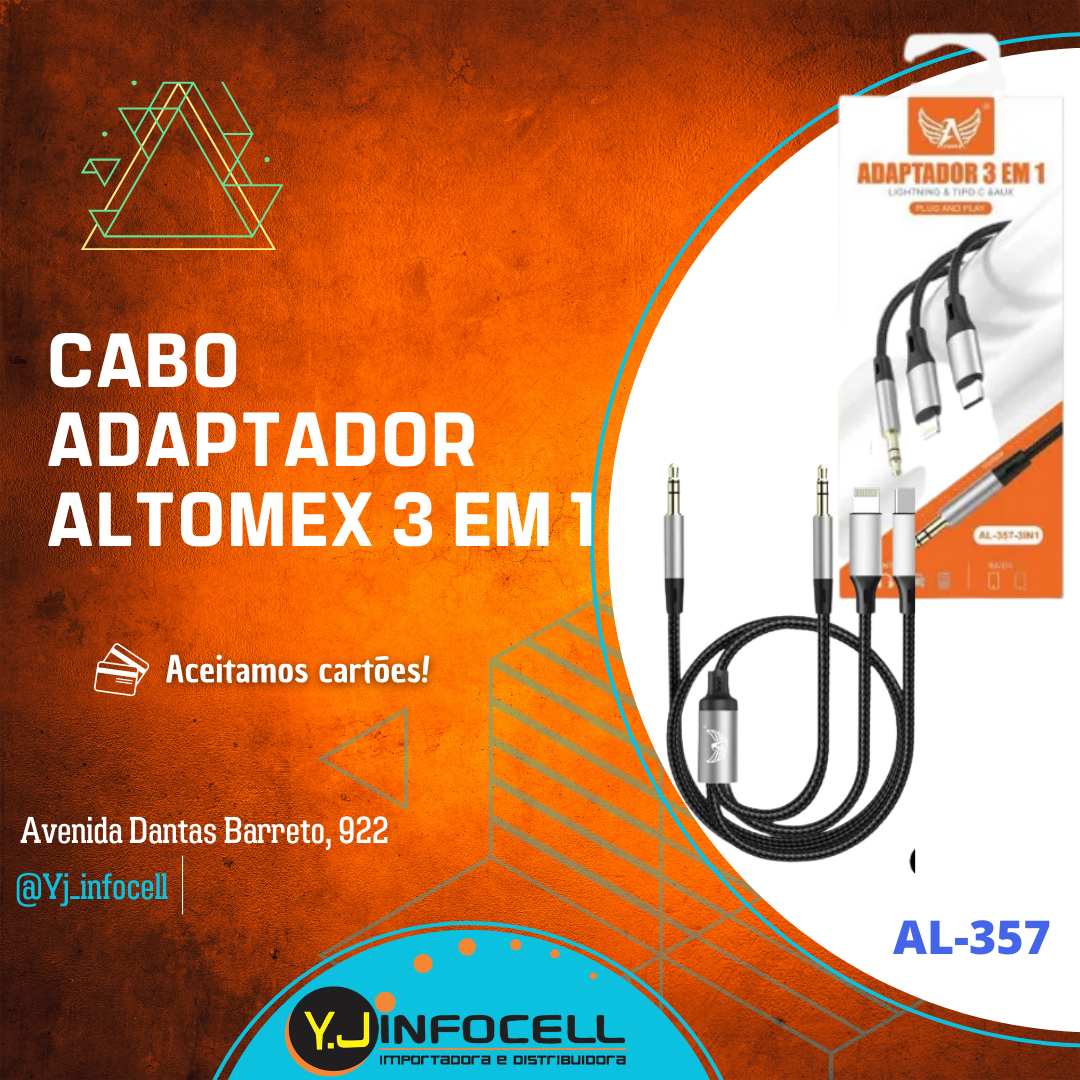 CABO
ADAPTADOR
ALTOMEX 3 EM 1
Aceitamos cartões!
Avenida Dantas Barreto, 922
@Yj_infocell
Y.J INFOCELL
IMPORTADORA E DISTRIBUIDORA
A
ADAPTADOR 3 EM 1
LIGHTNING & TIPO C &AUX
PLUG AND PLAY
AL-357-3IN1
AL-357